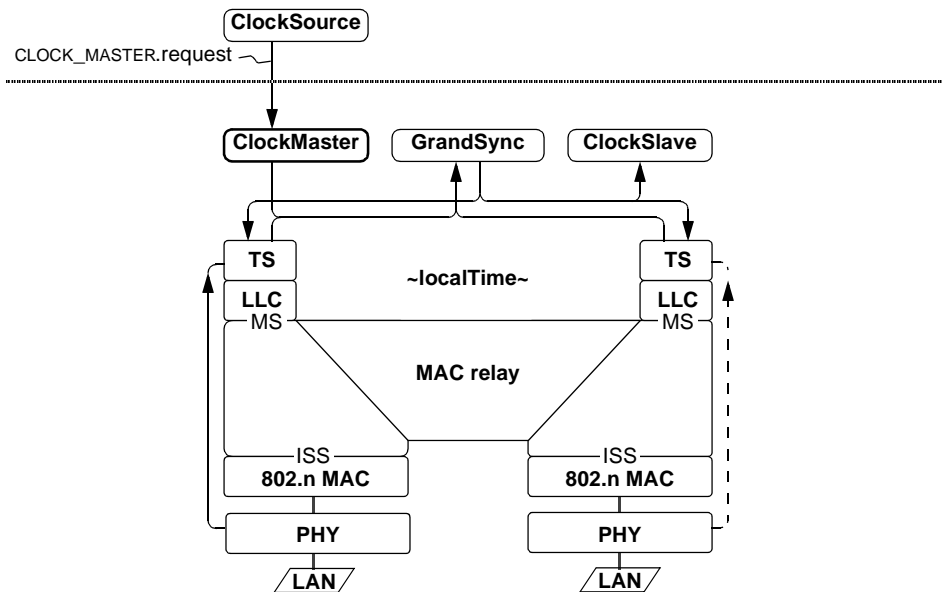 ClockSource
CLOCK_MASTER.request
ClockMaster GrandSync ClockSlave
TS TS
~localTime~
LLC LLC
MS MS
MAC relay
ISS ISS
802.n MAC 802.n MAC
PHY PHY
LAN LAN